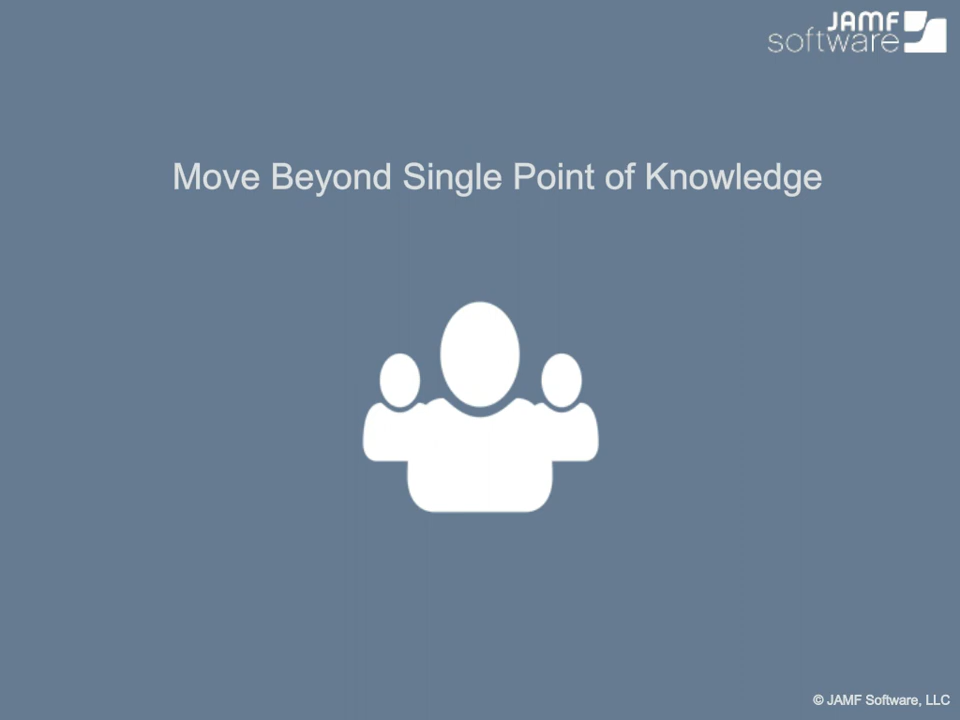 JAMF
software
Move Beyond Single Point of Knowledge
© JAMF Software, LLC